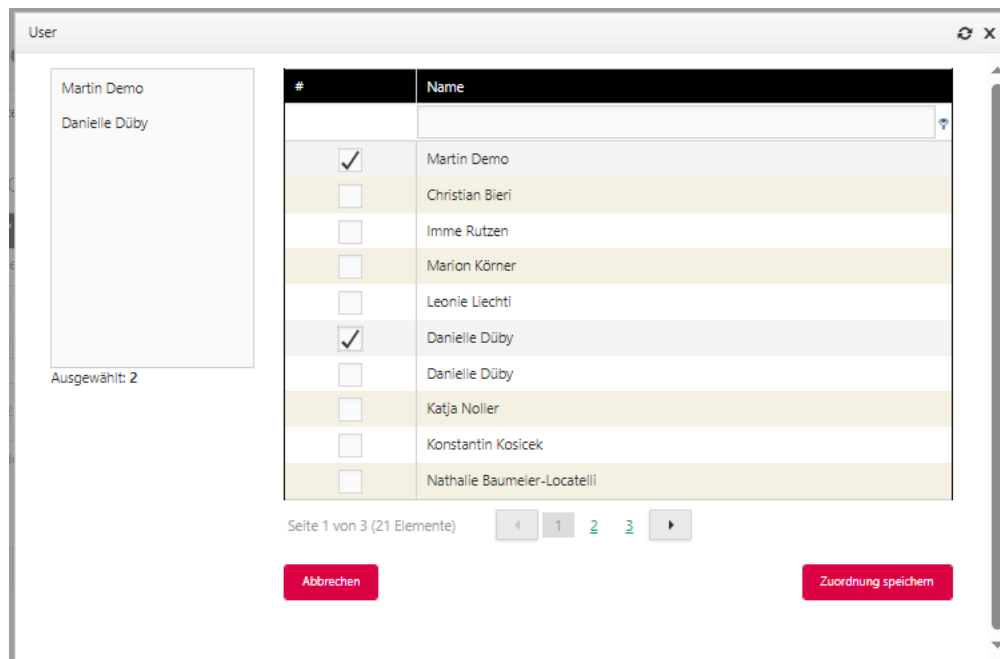 User
Martin Demo
Danielle Düby
Ausgewählt: 2
# Name
Martin Demo
Christian Bieri
Imme Rutzen
Marion Körner
Leonie Liechti
Danielle Düby
Danielle Düby
Katja Noller
Konstantin Kosicek
Nathalie Baumeler-Locatelli
Seite 1 von 3 (21 Elemente) 1 2 3
Abbrechen Zuordnung speichern